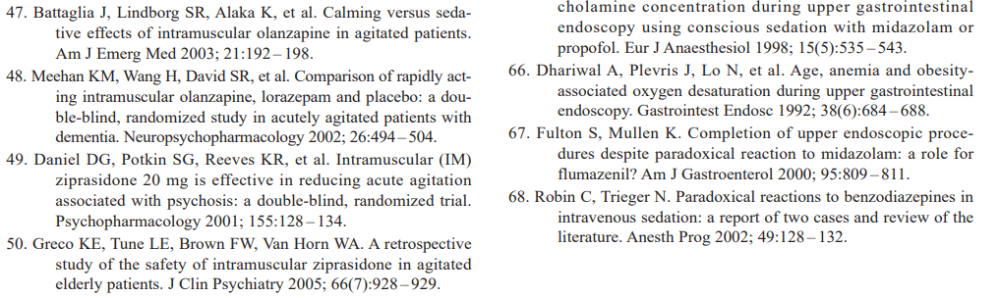 47. Battaglia J, Lindborg SR, Alaka K, et al. Calming versus seda-
tive effects of intramuscular olanzapine in agitated patients.
Am J Emerg Med 2003; 21:192–198.
48. Meehan KM, Wang H, David SR, et al. Comparison of rapidly act-
ing intramuscular olanzapine, lorazepam and placebo: a dou-
ble-blind, randomized study in acutely agitated patients with
dementia. Neuropsychopharmacology 2002; 26:494–504.
49. Daniel DG, Potkin SG, Reeves KR, et al. Intramuscular (IM)
ziprasidone 20 mg is effective in reducing acute agitation
associated with psychosis: a double-blind, randomized trial.
Psychopharmacology 2001; 155:128–134.
50. Greco KE, Tune LE, Brown FW, Van Horn WA. A retrospective
study of the safety of intramuscular ziprasidone in agitated
elderly patients. J Clin Psychiatry 2005; 66(7):928–929.
cholamine concentration during upper gastrointestinal
endoscopy using conscious sedation with midazolam or
propofol. Eur J Anaesthesiol 1998; 15(5):535–543.
66. Dhariwal A, Plevris J, Lo N, et al. Age, anemia and obesity-
associated oxygen desaturation during upper gastrointestinal
endoscopy. Gastrointest Endosc 1992; 38(6):684–688.
67. Fulton S, Mullen K. Completion of upper endoscopic proce-
dures despite paradoxical reaction to midazolam: a role for
flumazenil? Am J Gastroenterol 2000; 95:809–811.
68. Robin C, Trieger N. Paradoxical reactions to benzodiazepines in
intravenous sedation: a report of two cases and review of the
literature. Anesth Prog 2002; 49:128–132.